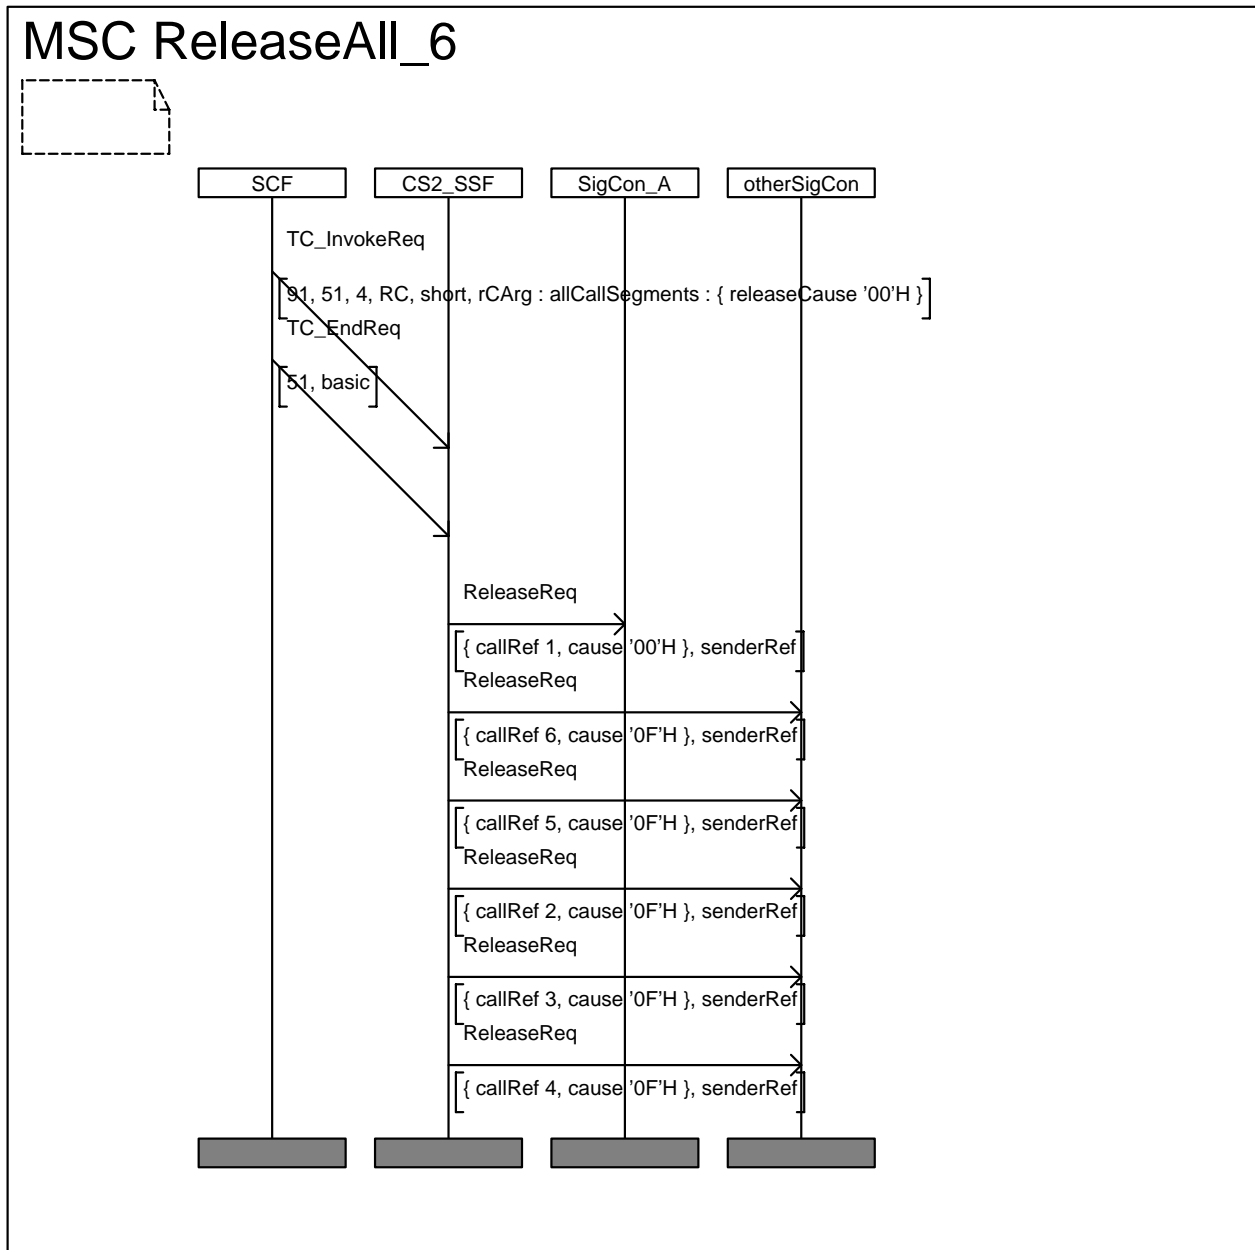 MSC ReleaseAll_6
SCF CS2_SSF SigCon_A otherSigCon
TC_InvokeReq
91, 51, 4, RC, short, rCArg : allCallSegments : { releaseCause '00'H }
TC_EndReq
51, basic
ReleaseReq
{ callRef 1, cause '00'H }, senderRef
ReleaseReq
{ callRef 6, cause '0F'H }, senderRef
ReleaseReq
{ callRef 5, cause '0F'H }, senderRef
ReleaseReq
{ callRef 2, cause '0F'H }, senderRef
ReleaseReq
{ callRef 3, cause '0F'H }, senderRef
ReleaseReq
{ callRef 4, cause '0F'H }, senderRef